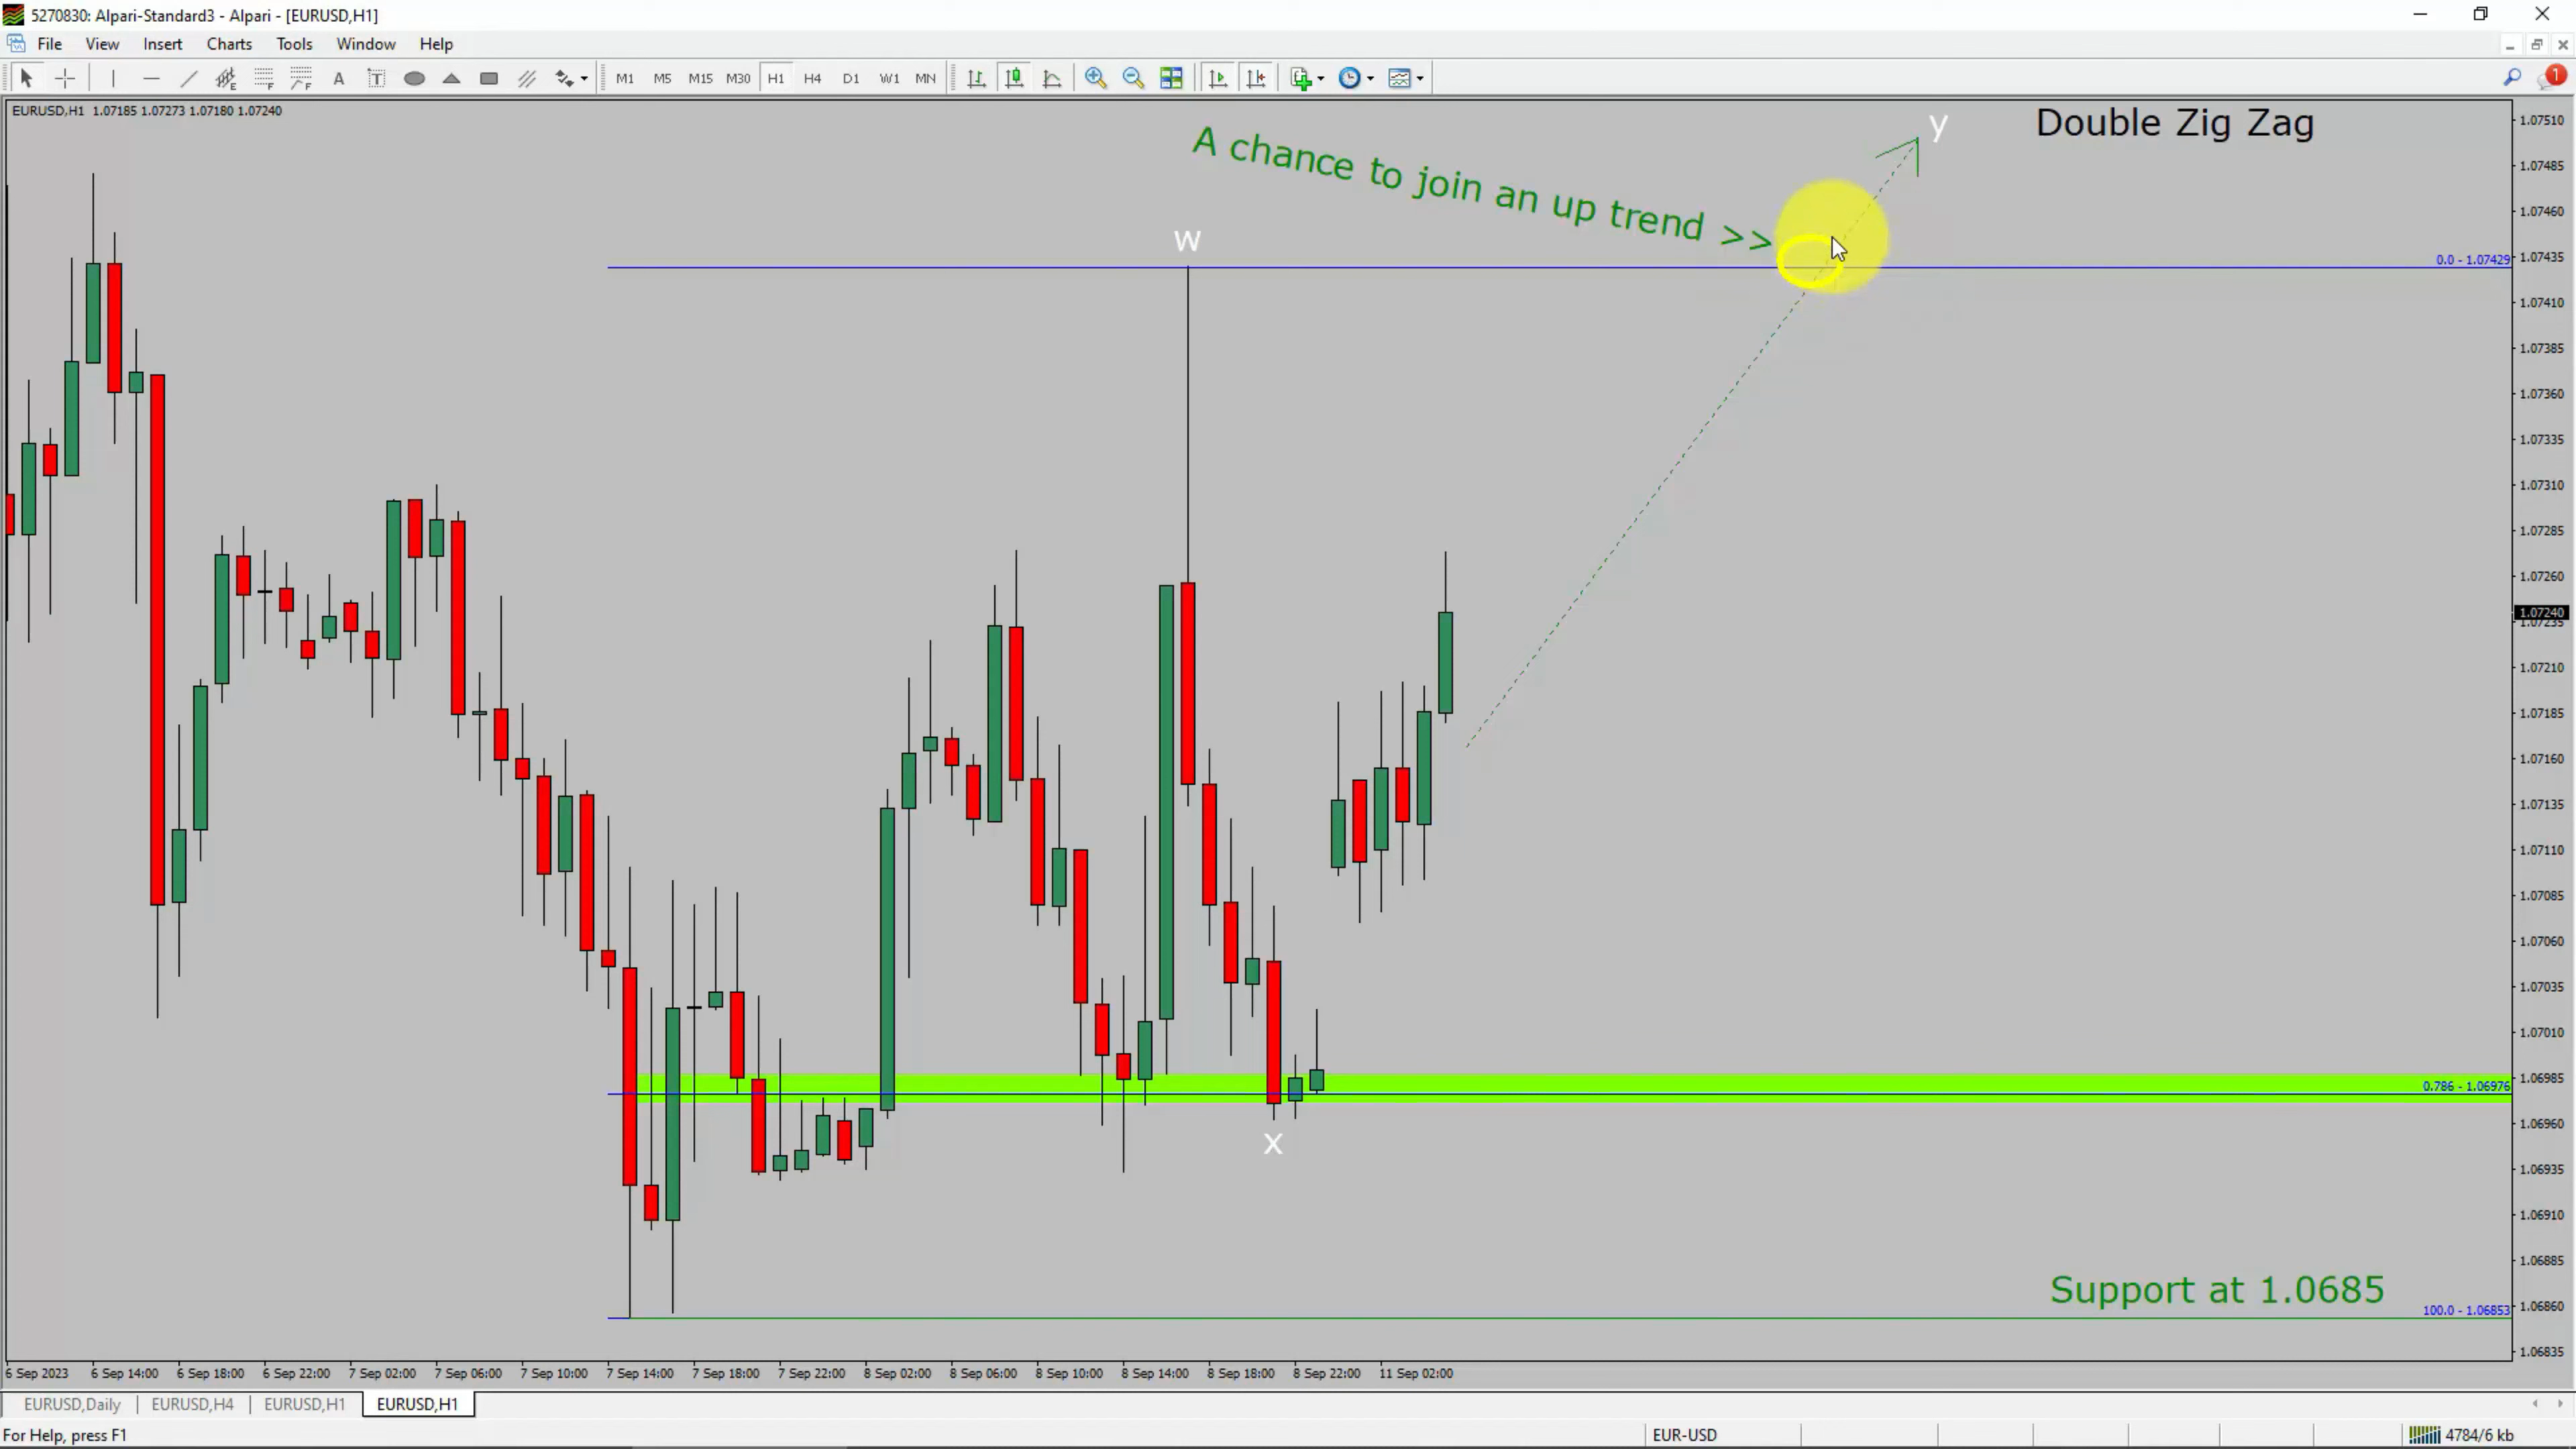 5270830: Alpari-Standard3 - Alpari - [EURUSD,H1]
File View Insert Charts Tools Window Help
A T M1 M5 M15 M30 H1 H4 D1 W1 MN 1
EURUSD,H1 1.07185 1.07273 1.07180 1.07240
Double Zig Zag
y
A chance to join an up trend >>
w
x
Support at 1.0685
0.0 - 1.07429
0.786 - 1.06976
100.0 - 1.06853
1.07510
1.07485
1.07460
1.07435
1.07410
1.07385
1.07360
1.07335
1.07310
1.07285
1.07260
1.07240
1.07235
1.07210
1.07185
1.07160
1.07135
1.07110
1.07085
1.07060
1.07035
1.07010
1.06985
1.06960
1.06935
1.06910
1.06885
1.06860
1.06835
6 Sep 2023 6 Sep 14:00 6 Sep 18:00 6 Sep 22:00 7 Sep 02:00 7 Sep 06:00 7 Sep 10:00 7 Sep 14:00 7 Sep 18:00 7 Sep 22:00 8 Sep 02:00 8 Sep 06:00 8 Sep 10:00 8 Sep 14:00 8 Sep 18:00 8 Sep 22:00 11 Sep 02:00
EURUSD,Daily EURUSD,H4 EURUSD,H1 EURUSD,H1
For Help, press F1 EUR-USD 4784/6 kb